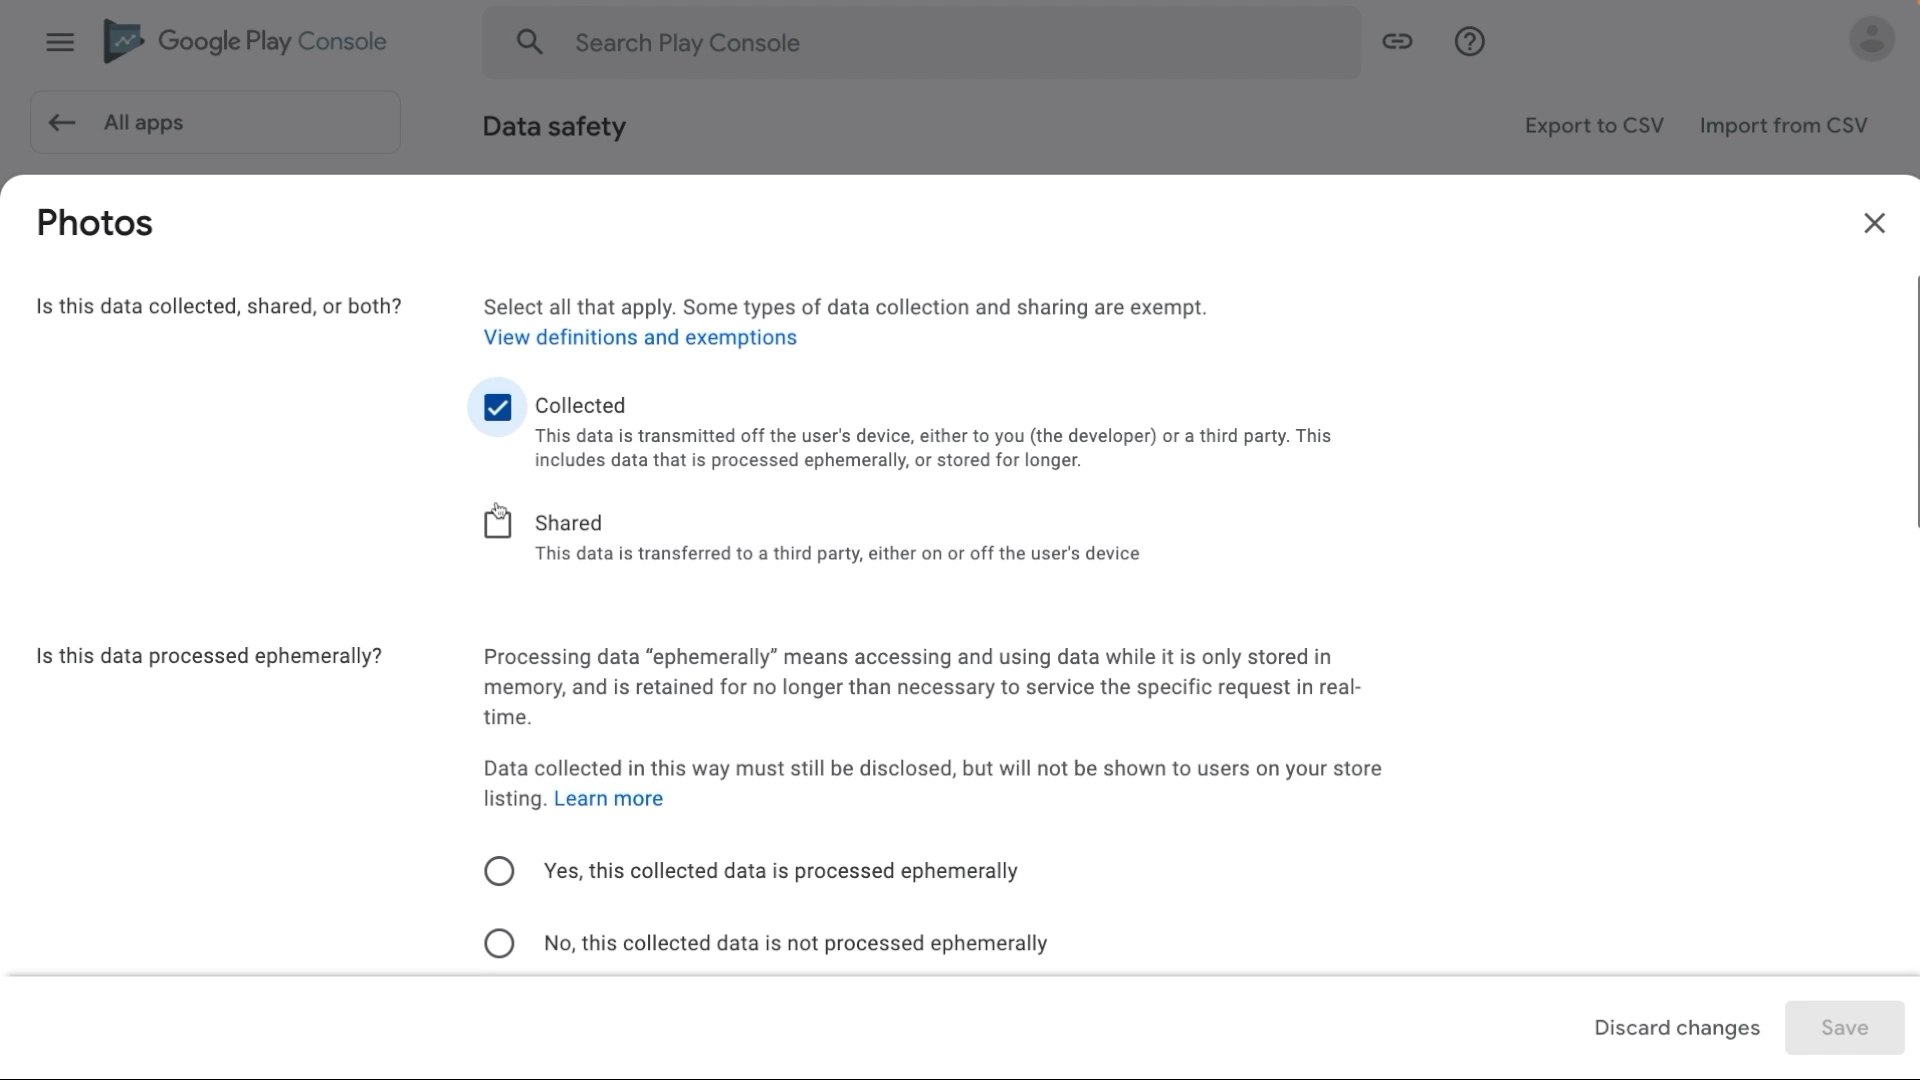 Google Play Console
Search Play Console
All apps
Data safety
Export to CSV
Import from CSV
Photos
Is this data collected, shared, or both?
Select all that apply. Some types of data collection and sharing are exempt.
View definitions and exemptions
Collected
This data is transmitted off the user's device, either to you (the developer) or a third party. This
includes data that is processed ephemerally, or stored for longer.
Shared
This data is transferred to a third party, either on or off the user's device
Is this data processed ephemerally?
Processing data “ephemerally” means accessing and using data while it is only stored in
memory, and is retained for no longer than necessary to service the specific request in real-
time.
Data collected in this way must still be disclosed, but will not be shown to users on your store
listing. Learn more
Yes, this collected data is processed ephemerally
No, this collected data is not processed ephemerally
Discard changes
Save